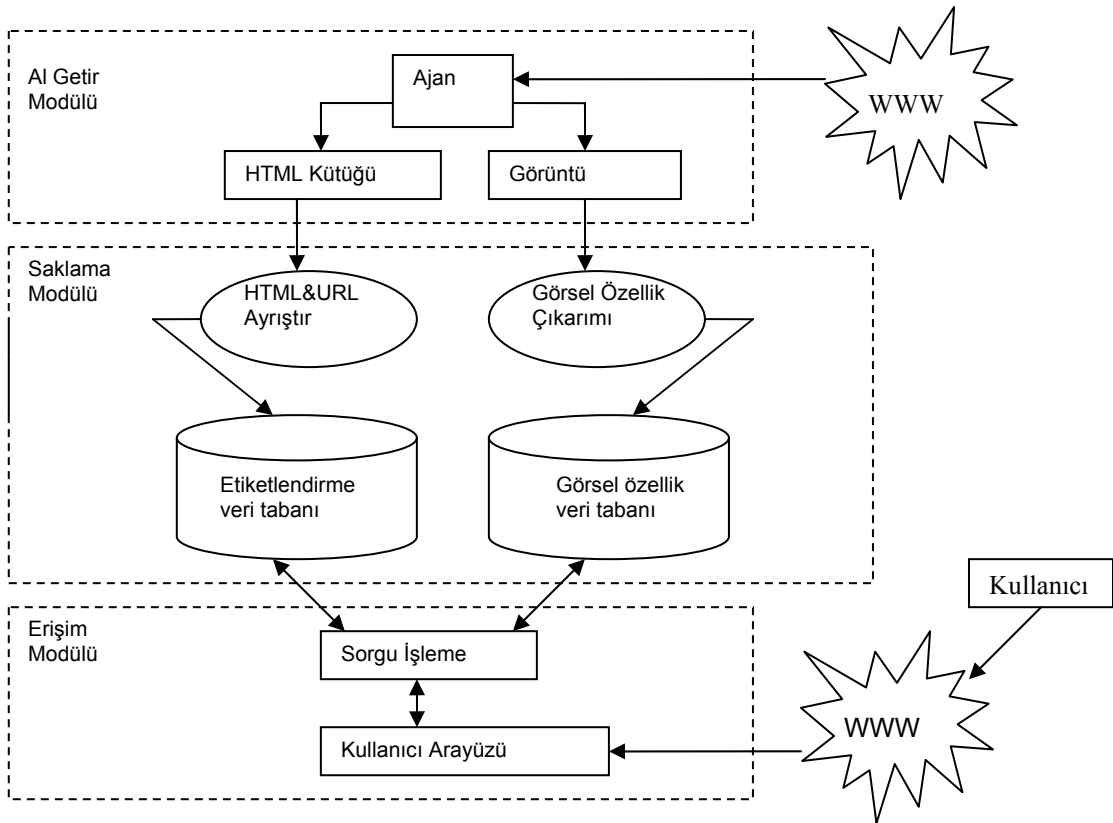 Al Getir
Modülü
Ajan
WWW
HTML Kütüğü
Görüntü
Saklama
Modülü
HTML&URL
Ayrıştır
Görsel Özellik
Çıkarımı
Etiketlendirme
veri tabanı
Görsel özellik
veri tabanı
Kullanıcı
Erişim
Modülü
Sorgu İşleme
WWW
Kullanıcı Arayüzü